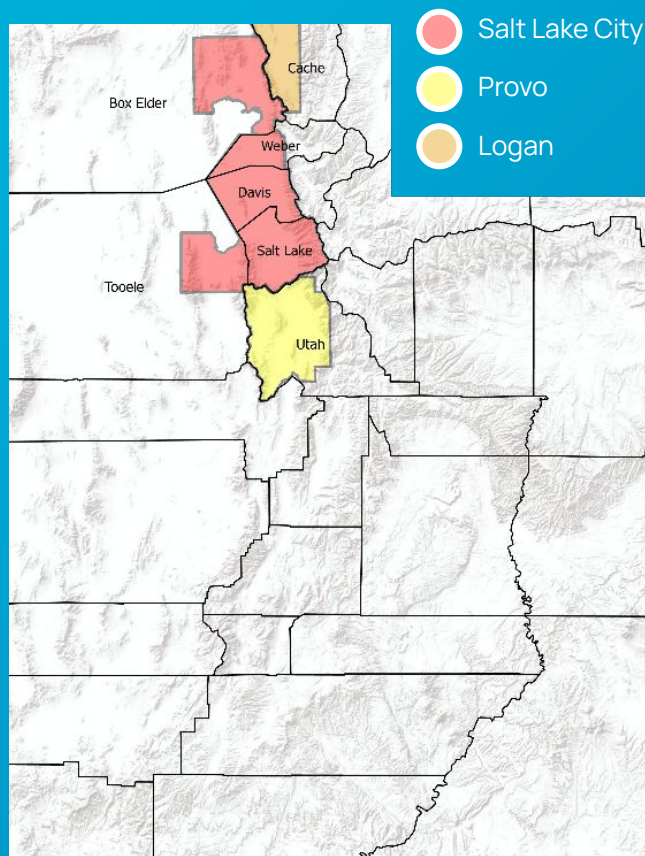 Salt Lake City
Provo
Logan
Cache
Box Elder
Weber
Davis
Salt Lake
Tooele
Utah